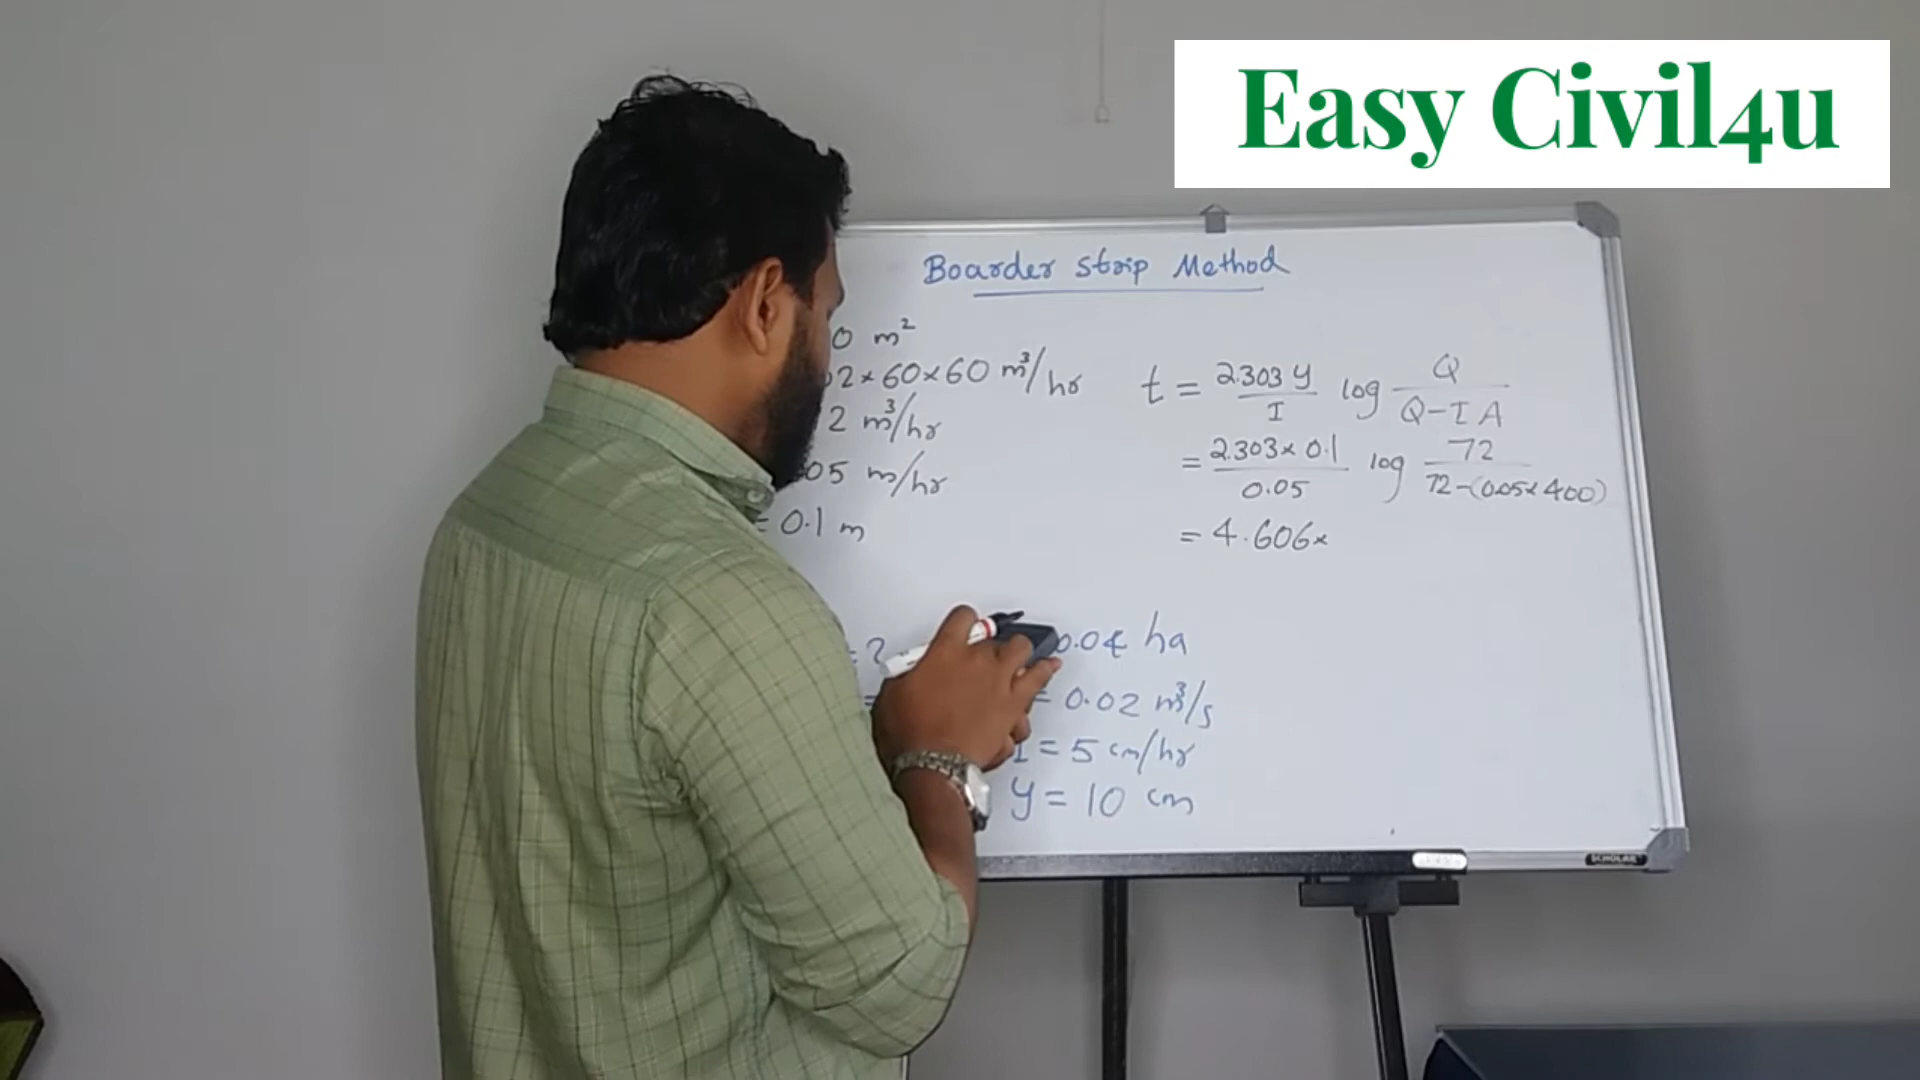 Easy Civil4u
Boarder Strip Method
0 m²
2×60×60 m³/hr
2 m³/hr
05 m/hr
= 0.1 m
t = 2.303 y / I log Q / Q-IA
= 2.303×0.1 / 0.05 log 72 / 72-(0.05×400)
= 4.606×
= ?
0.04 ha
=
= 0.02 m³/s
I = 5 cm/hr
y = 10 cm
SCHOLAR